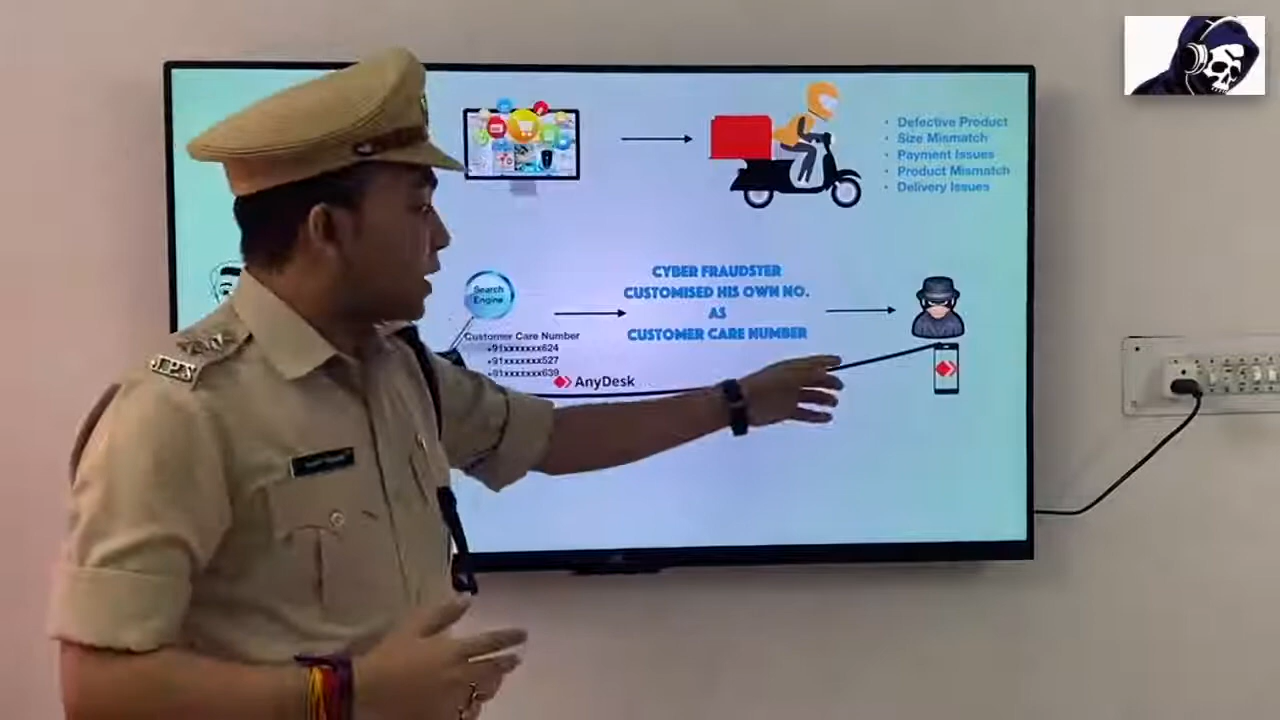 Defective Product
Size Mismatch
Payment Issues
Product Mismatch
Delivery Issues
Search
Engine
CYBER FRAUDSTER
CUSTOMISED HIS OWN NO.
AS
CUSTOMER CARE NUMBER
Customer Care Number
+91xxxxxxx624
+91xxxxxxx527
+91xxxxxxx639
AnyDesk